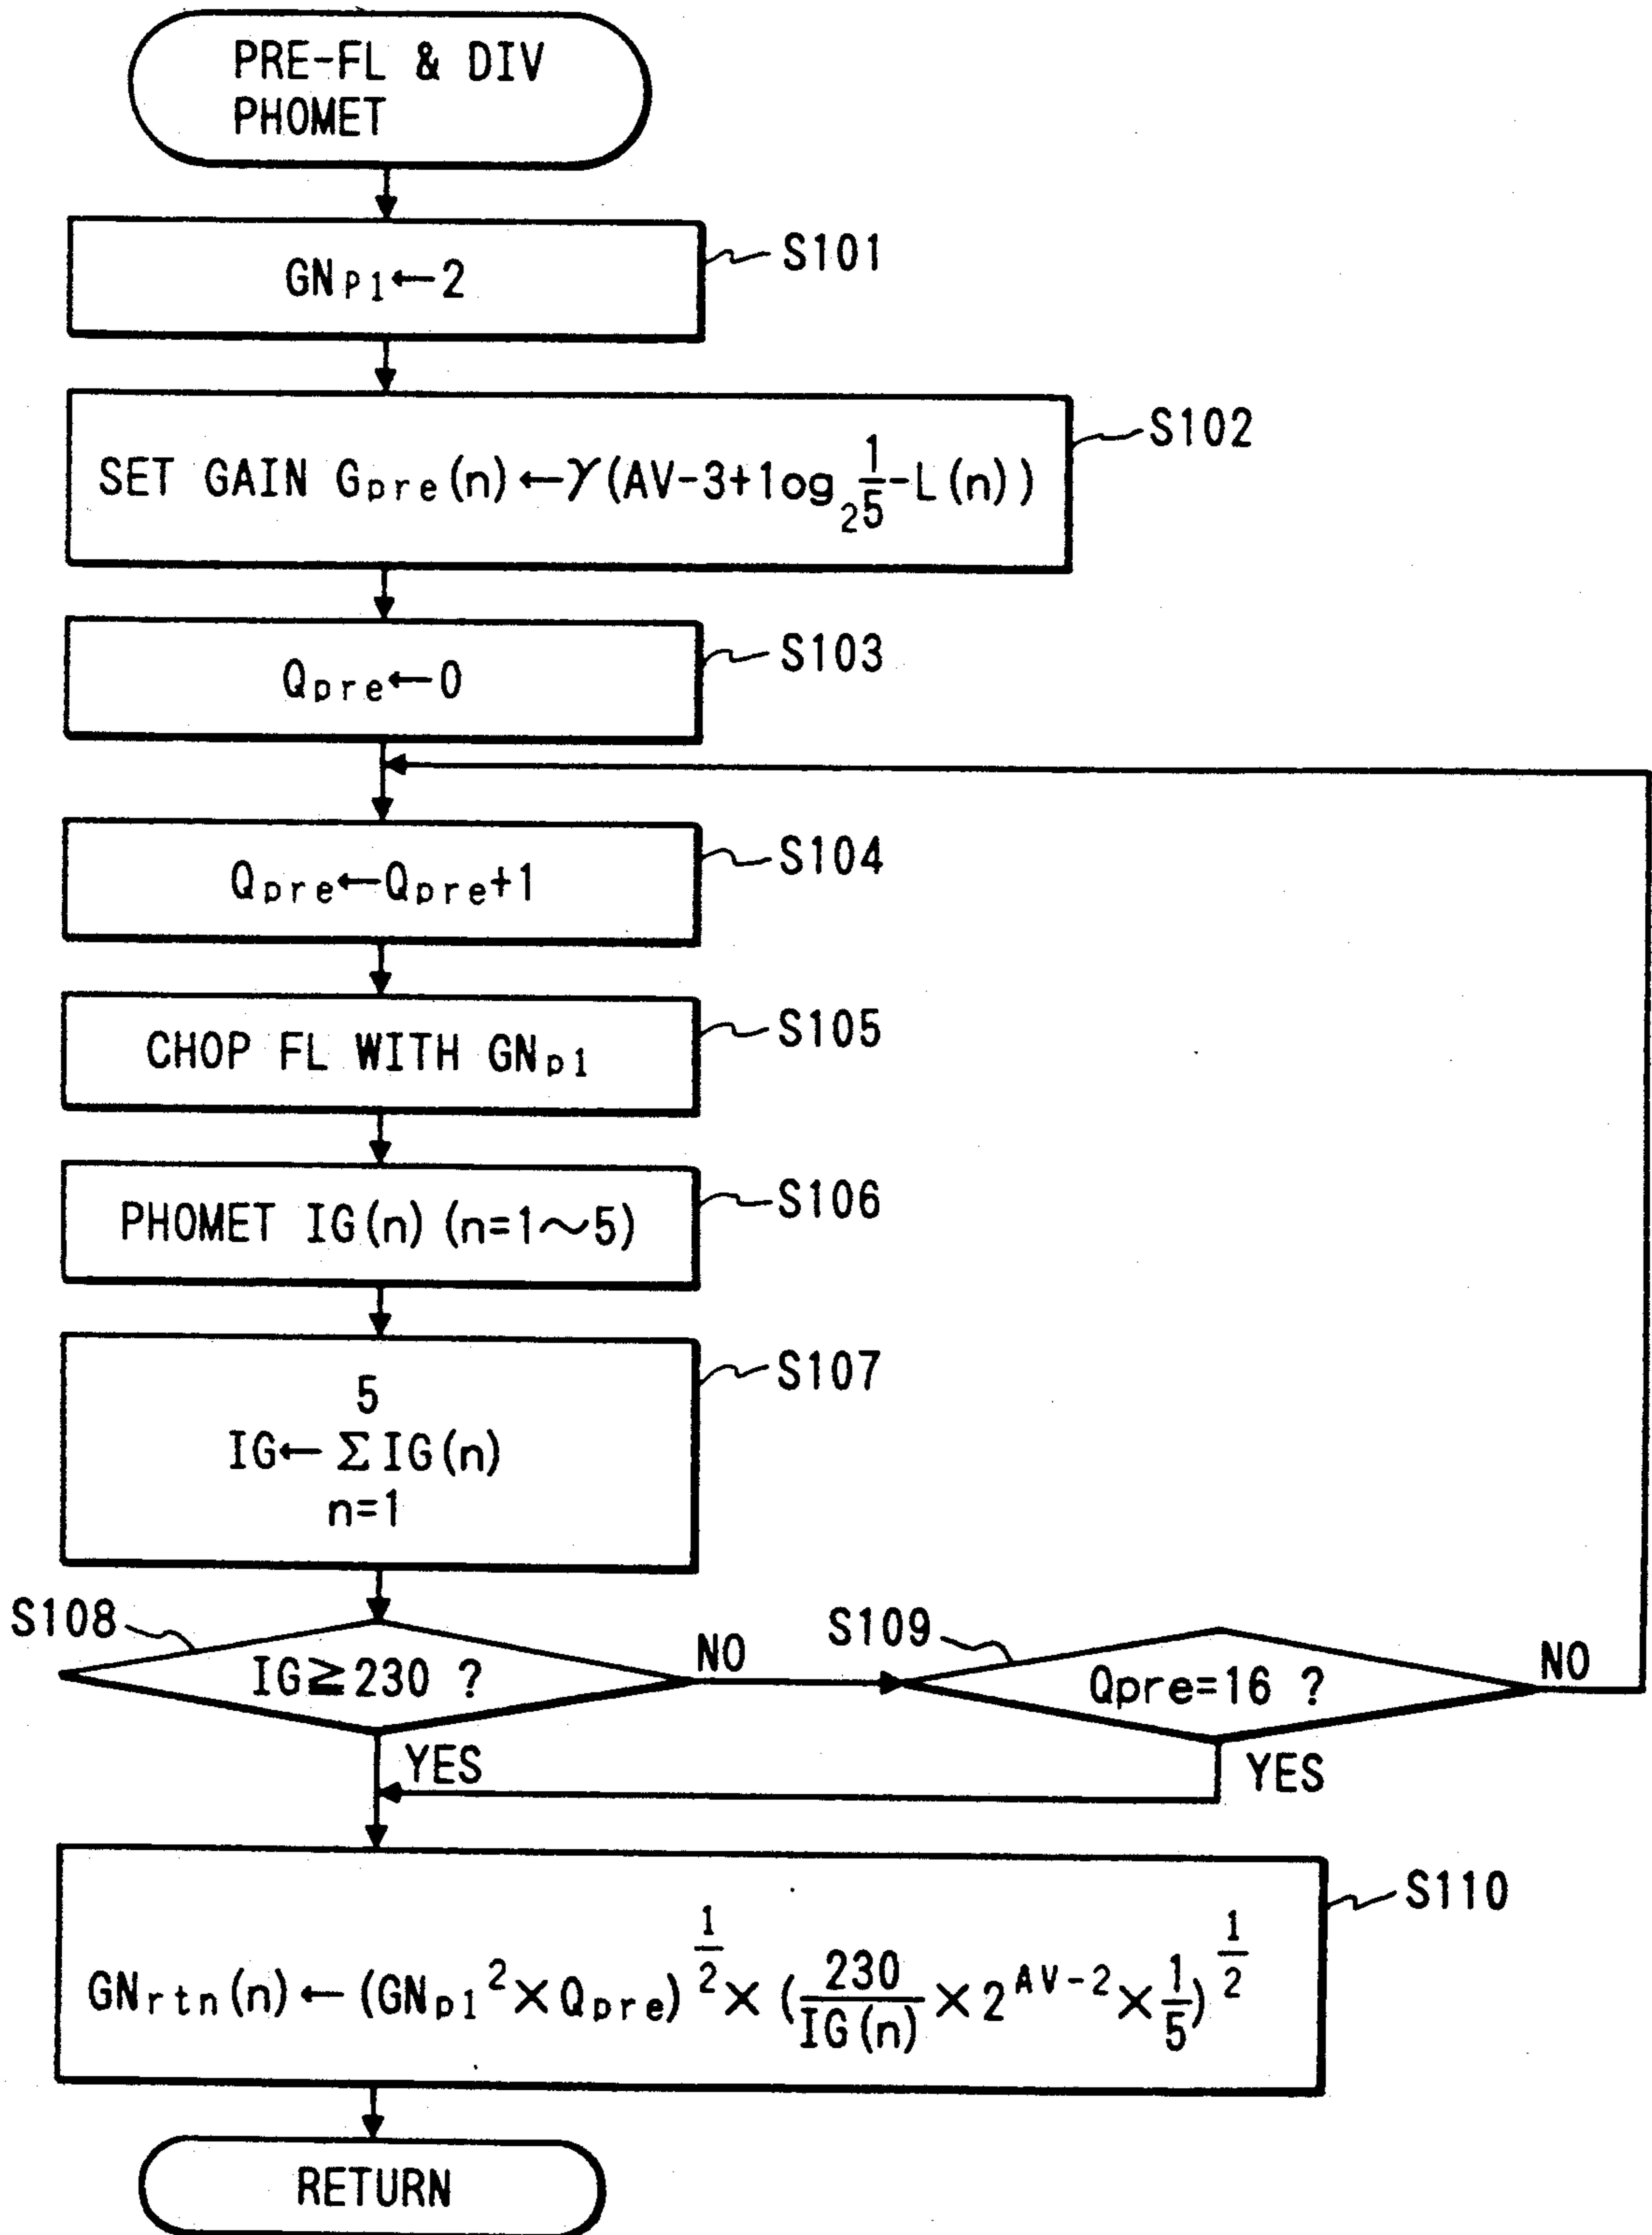 PRE-FL & DIV
PHOMET
S101
GNp1←2
S102
SET GAIN Gpre(n)←γ(AV-3+log₂1/5-L(n))
S103
Qpre←0
S104
Qpre←Qpre+1
S105
CHOP FL WITH GNp1
S106
PHOMET IG(n)(n=1~5)
S107
5
IG←ΣIG(n)
n=1
S108
IG≧230 ?
NO
YES
S109
Qpre=16 ?
NO
YES
S110
GNrtn(n)←(GNp1²×Qpre)^1/2×(230/IG(n)×2^AV-2×1/5)^1/2
RETURN